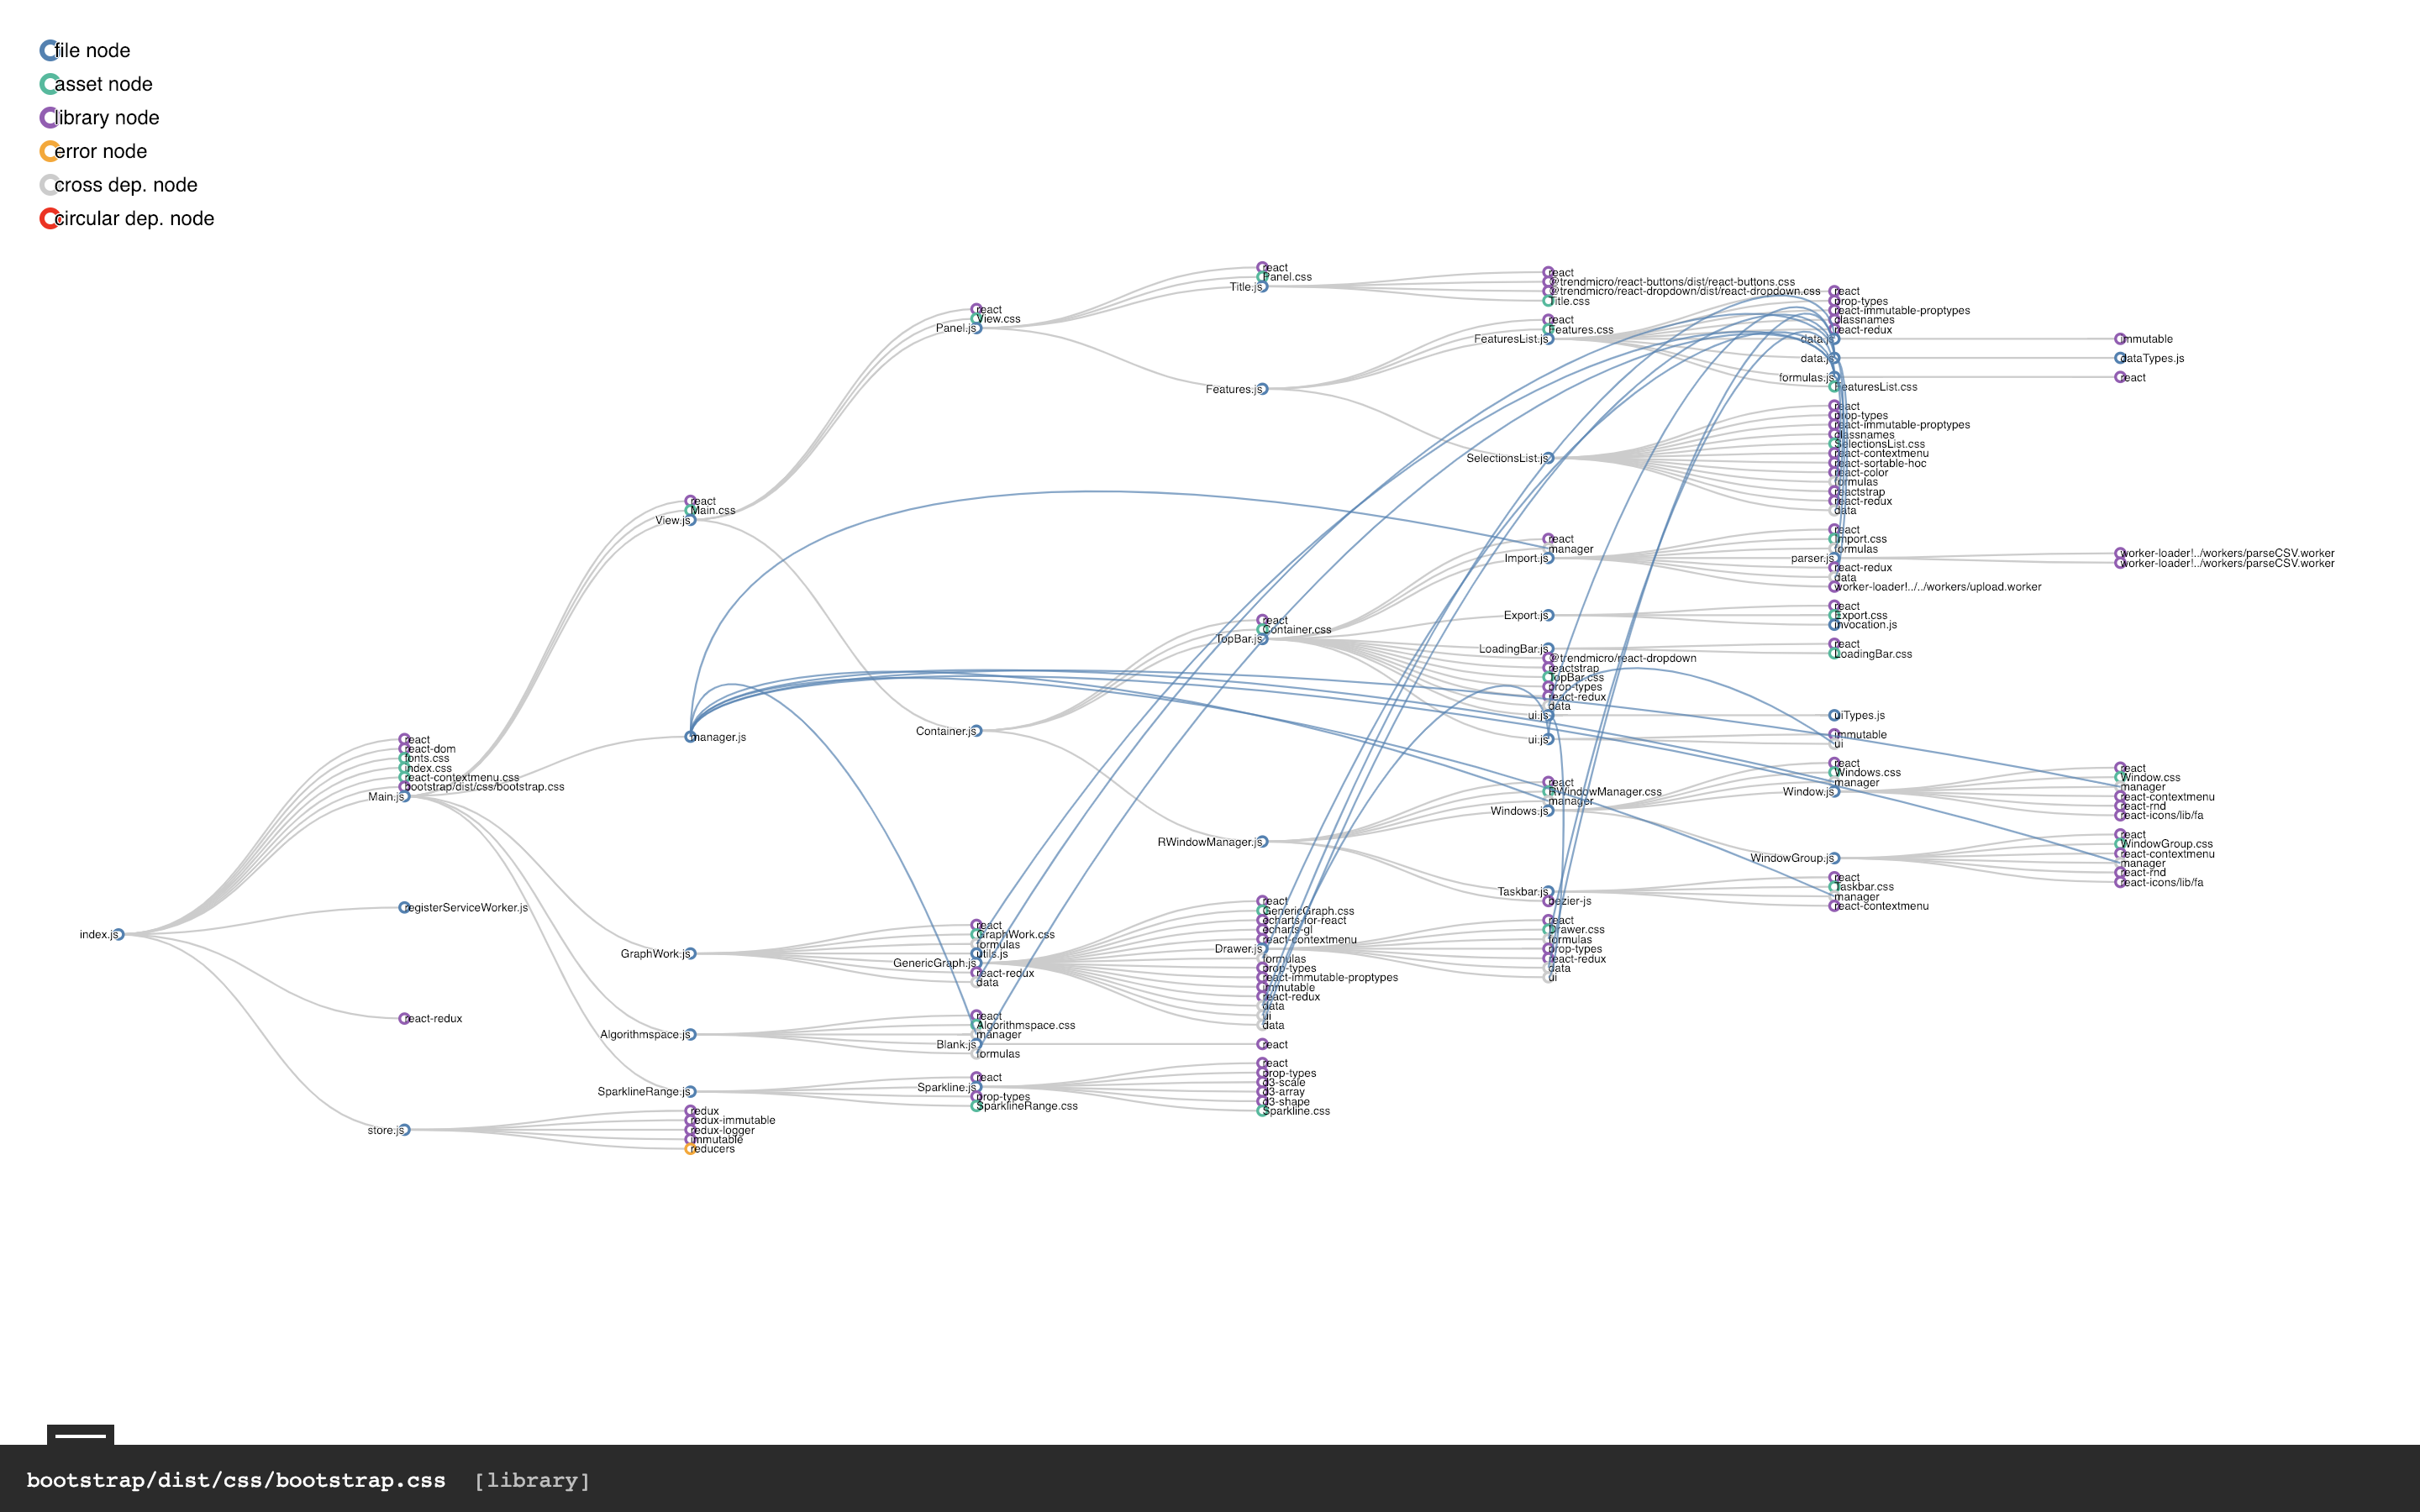 file node
asset node
library node
error node
cross dep. node
circular dep. node
index.js
react
react-dom
fonts.css
index.css
react-contextmenu.css
bootstrap/dist/css/bootstrap.css
Main.js
registerServiceWorker.js
react-redux
store.js
react
Main.css
View.js
manager.js
GraphWork.js
Algorithmspace.js
SparklineRange.js
redux
redux-immutable
redux-logger
immutable
reducers
react
View.css
Panel.js
Container.js
react
GraphWork.css
formulas
utils.js
GenericGraph.js
react-redux
data
react
Algorithmspace.css
manager
Blank.js
formulas
react
Sparkline.js
prop-types
SparklineRange.css
react
Panel.css
Title.js
Features.js
react
Container.css
TopBar.js
RWindowManager.js
react
GenericGraph.css
echarts-for-react
echarts-gl
react-contextmenu
Drawer.js
formulas
prop-types
react-immutable-proptypes
immutable
react-redux
data
ui
data
react
react
prop-types
d3-scale
d3-array
d3-shape
Sparkline.css
react
@trendmicro/react-buttons/dist/react-buttons.css
@trendmicro/react-dropdown/dist/react-dropdown.css
Title.css
react
Features.css
FeaturesList.js
SelectionsList.js
react
manager
Import.js
Export.js
LoadingBar.js
@trendmicro/react-dropdown
reactstrap
TopBar.css
prop-types
react-redux
data
ui.js
ui.js
react
RWindowManager.css
manager
Windows.js
Taskbar.js
bezier-js
react
Drawer.css
formulas
prop-types
react-redux
data
ui
react
prop-types
react-immutable-proptypes
classnames
react-redux
data.js
data.js
formulas.js
FeaturesList.css
react
prop-types
react-immutable-proptypes
classnames
SelectionsList.css
react-contextmenu
react-sortable-hoc
react-color
formulas
reactstrap
react-redux
data
react
Import.css
formulas
parser.js
react-redux
data
worker-loader!../../workers/upload.worker
react
Export.css
invocation.js
react
LoadingBar.css
uiTypes.js
immutable
ui
react
Windows.css
manager
Window.js
WindowGroup.js
react
Taskbar.css
manager
react-contextmenu
immutable
dataTypes.js
react
worker-loader!../workers/parseCSV.worker
worker-loader!../workers/parseCSV.worker
react
Window.css
manager
react-contextmenu
react-rnd
react-icons/lib/fa
react
WindowGroup.css
react-contextmenu
manager
react-rnd
react-icons/lib/fa
bootstrap/dist/css/bootstrap.css [library]